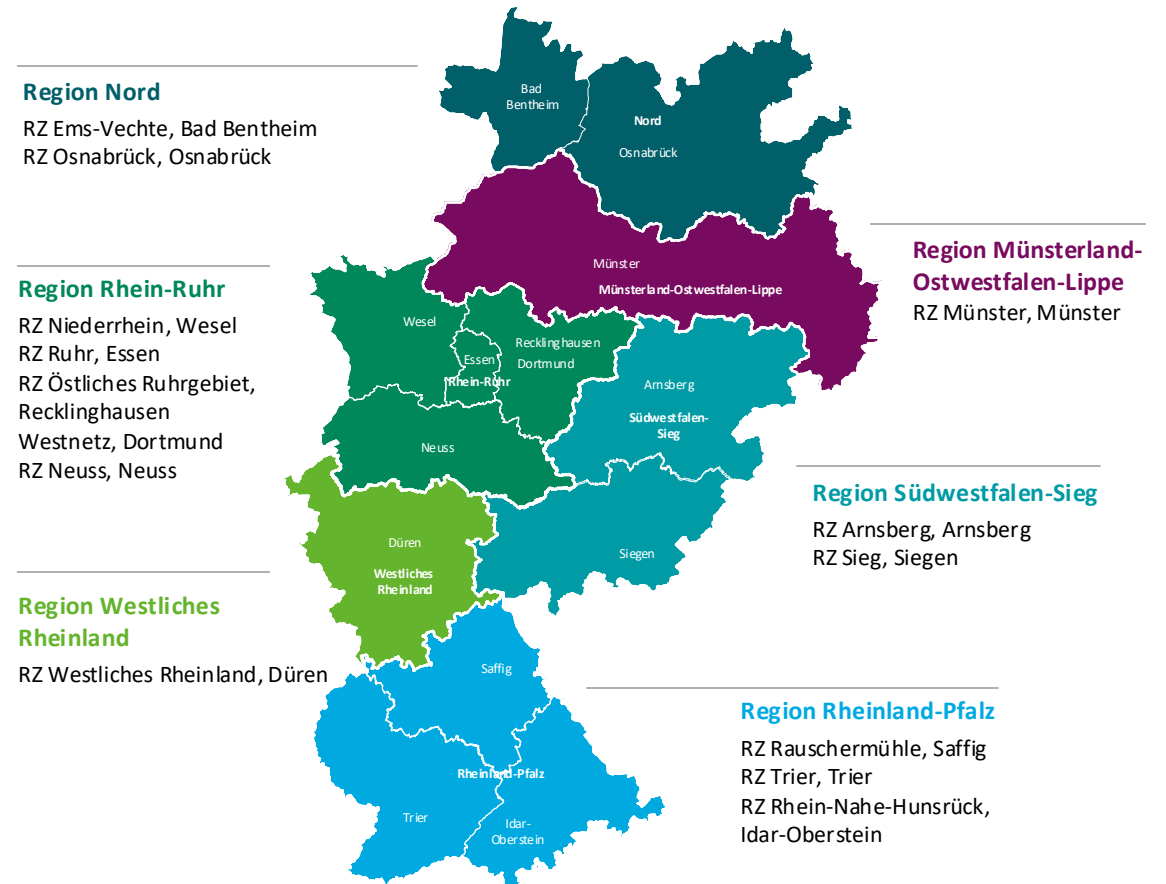 Region Nord
RZ Ems-Vechte, Bad Bentheim
RZ Osnabrück, Osnabrück
Region Rhein-Ruhr
RZ Niederrhein, Wesel
RZ Ruhr, Essen
RZ Östliches Ruhrgebiet,
Recklinghausen
Westnetz, Dortmund
RZ Neuss, Neuss
Region Westliches
Rheinland
RZ Westliches Rheinland, Düren
Bad
Bentheim
Nord
Osnabrück
Münster
Münsterland-Ostwestfalen-Lippe
Wesel
Recklinghausen
Essen
Dortmund
Rhein-Ruhr
Arnsberg
Südwestfalen-
Sieg
Neuss
Düren
Siegen
Westliches
Rheinland
Saffig
Rheinland-Pfalz
Trier
Idar-
Oberstein
Region Münsterland-
Ostwestfalen-Lippe
RZ Münster, Münster
Region Südwestfalen-Sieg
RZ Arnsberg, Arnsberg
RZ Sieg, Siegen
Region Rheinland-Pfalz
RZ Rauschermühle, Saffig
RZ Trier, Trier
RZ Rhein-Nahe-Hunsrück,
Idar-Oberstein